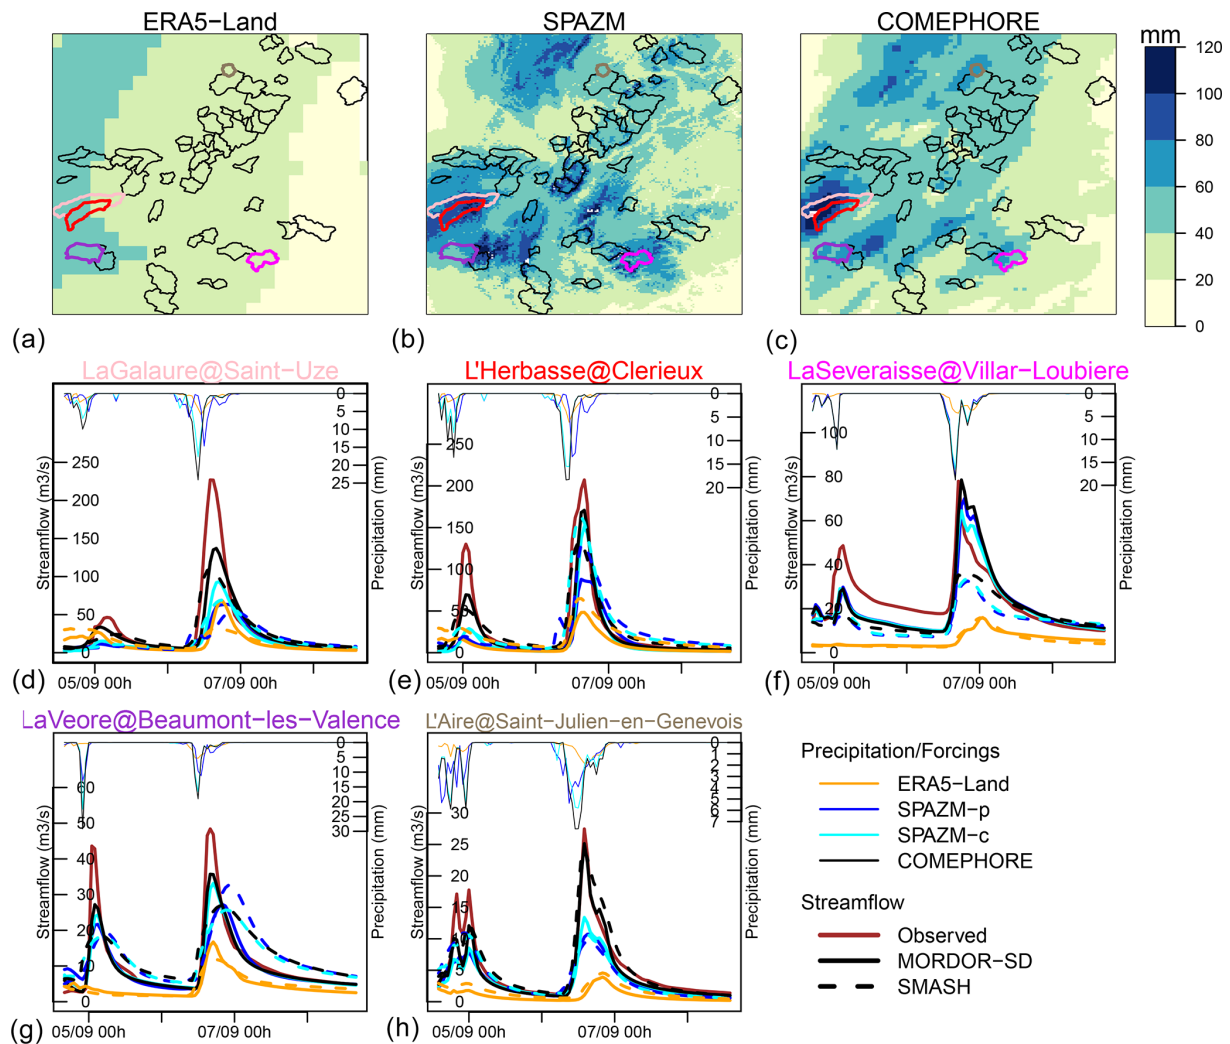 ERA5−Land
SPAZM
COMEPHORE
mm
120
100
80
60
40
20
0
(a)
(b)
(c)
LaGalaure@Saint−Uze
L'Herbasse@Clerieux
LaSeveraisse@Villar−Loubiere
Streamflow (m3/s)
250
200
150
100
50
0
0
5
10
15
20
25
Precipitation (mm)
Streamflow (m3/s)
250
200
150
100
50
0
0
5
10
15
20
Precipitation (mm)
Streamflow (m3/s)
100
80
60
40
20
0
0
5
10
15
20
Precipitation (mm)
(d)
05/09 00h
07/09 00h
(e)
05/09 00h
07/09 00h
(f)
05/09 00h
07/09 00h
LaVeore@Beaumont−les−Valence
L'Aire@Saint−Julien−en−Genevois
Streamflow (m3/s)
60
50
40
30
20
10
0
0
5
10
15
20
25
30
Precipitation (mm)
Streamflow (m3/s)
30
25
20
15
10
5
0
0
1
2
3
4
5
6
7
Precipitation (mm)
(g)
05/09 00h
07/09 00h
(h)
05/09 00h
07/09 00h
Precipitation/Forcings
ERA5−Land
SPAZM−p
SPAZM−c
COMEPHORE
Streamflow
Observed
MORDOR−SD
SMASH